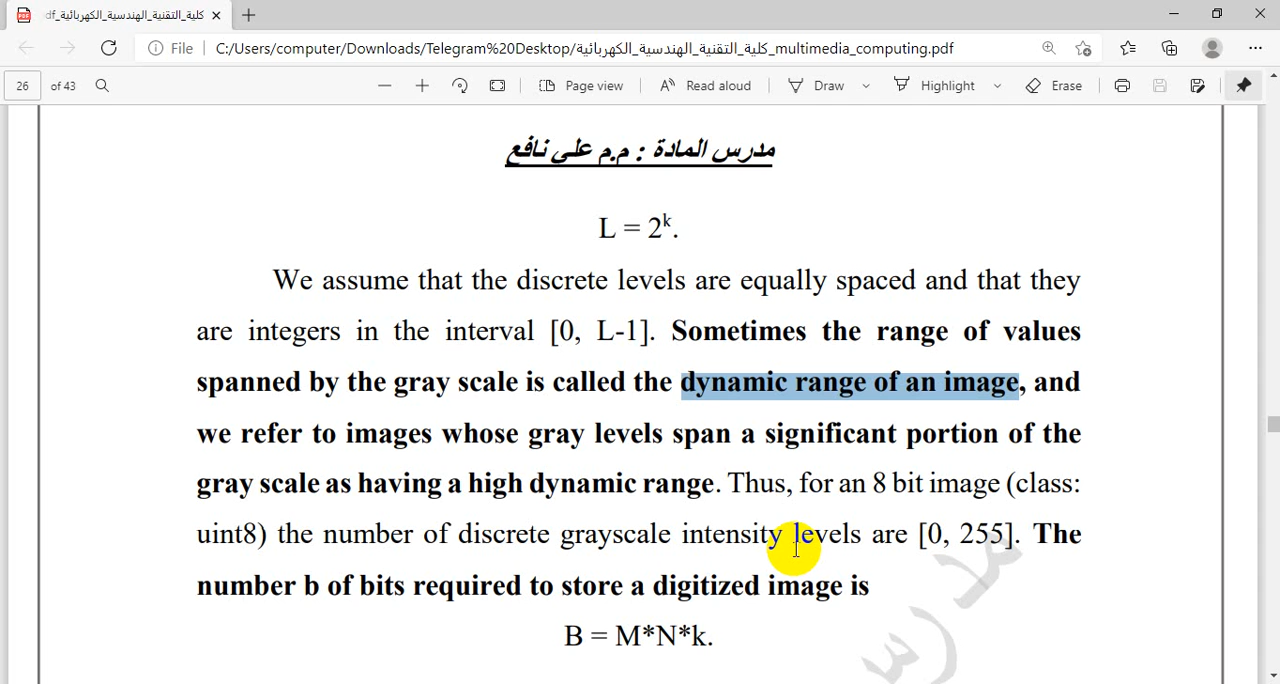 كلية_التقنية_الهندسية_الكهربائية_df
File
C:/Users/computer/Downloads/Telegram%20Desktop/كلية_التقنية_الهندسية_الكهربائية_multimedia_computing.pdf
26 of 43
Page view
Read aloud
Draw
Highlight
Erase
مدرس المادة : م.م على نافع
L = 2ᵏ.
We assume that the discrete levels are equally spaced and that they
are integers in the interval [0, L-1]. Sometimes the range of values
spanned by the gray scale is called the dynamic range of an image, and
we refer to images whose gray levels span a significant portion of the
gray scale as having a high dynamic range. Thus, for an 8 bit image (class:
uint8) the number of discrete grayscale intensity levels are [0, 255]. The
number b of bits required to store a digitized image is
B = M*N*k.
مدرس